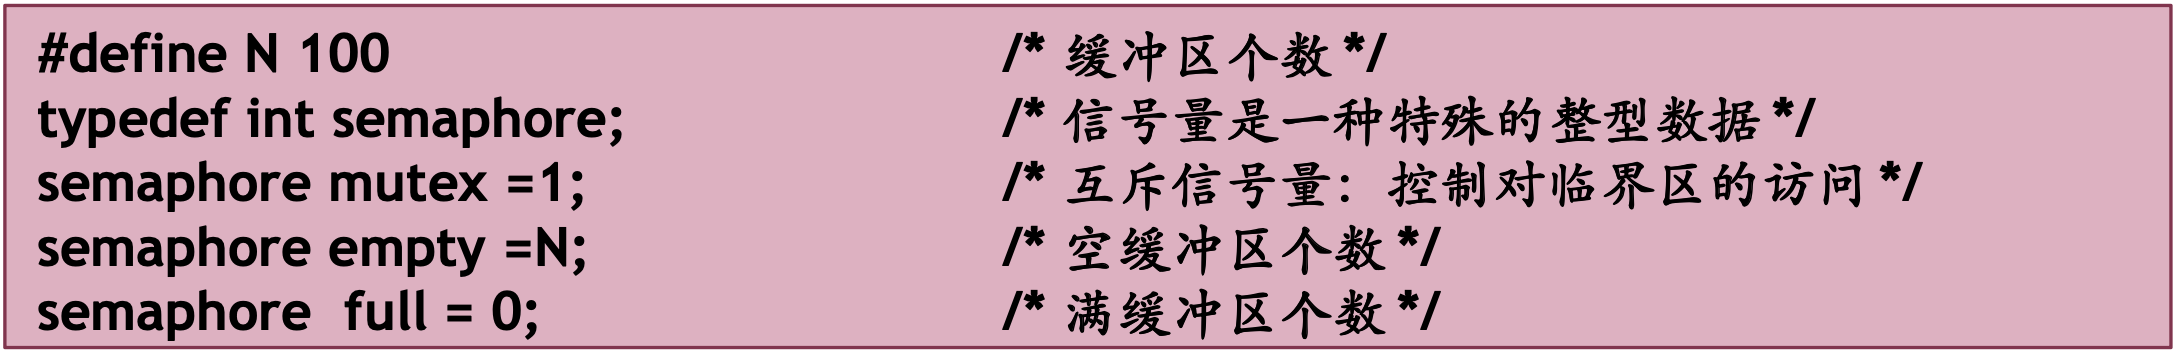 #define N 100 /* 缓冲区个数 */
typedef int semaphore; /* 信号量是一种特殊的整型数据 */
semaphore mutex =1; /* 互斥信号量：控制对临界区的访问 */
semaphore empty =N; /* 空缓冲区个数 */
semaphore full = 0; /* 满缓冲区个数 */